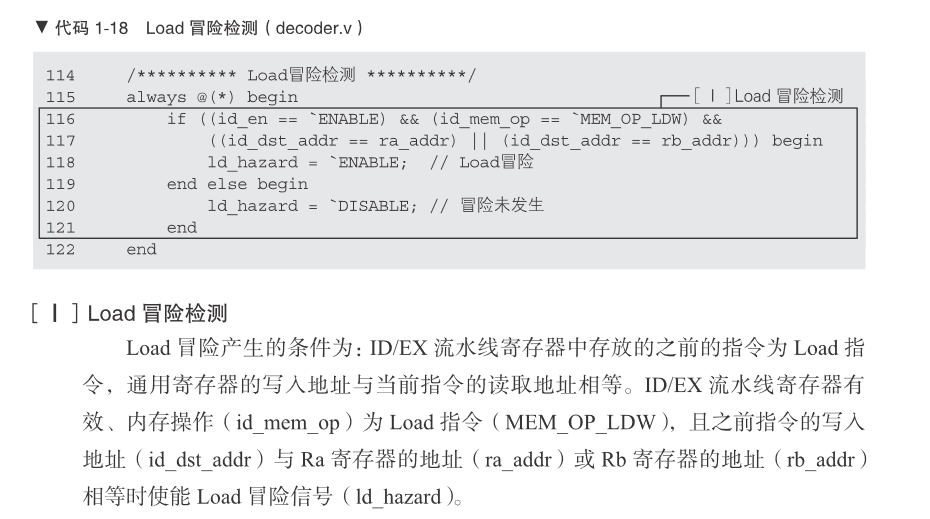 ▼ 代码 1-18 Load 冒险检测（decoder.v）
114 /********** Load冒险检测 **********/
115 always @(*) begin
[ 1 ]Load 冒险检测
116 if ((id_en == `ENABLE) && (id_mem_op == `MEM_OP_LDW) &&
117 ((id_dst_addr == ra_addr) || (id_dst_addr == rb_addr))) begin
118 ld_hazard = `ENABLE; // Load冒险
119 end else begin
120 ld_hazard = `DISABLE; // 冒险未发生
121 end
122 end
[ 1 ] Load 冒险检测
Load 冒险产生的条件为：ID/EX 流水线寄存器中存放的之前的指令为 Load 指
令，通用寄存器的写入地址与当前指令的读取地址相等。ID/EX 流水线寄存器有
效、内存操作（id_mem_op）为 Load 指令（MEM_OP_LDW），且之前指令的写入
地址（id_dst_addr）与 Ra 寄存器的地址（ra_addr）或 Rb 寄存器的地址（rb_addr）
相等时使能 Load 冒险信号（ld_hazard）。